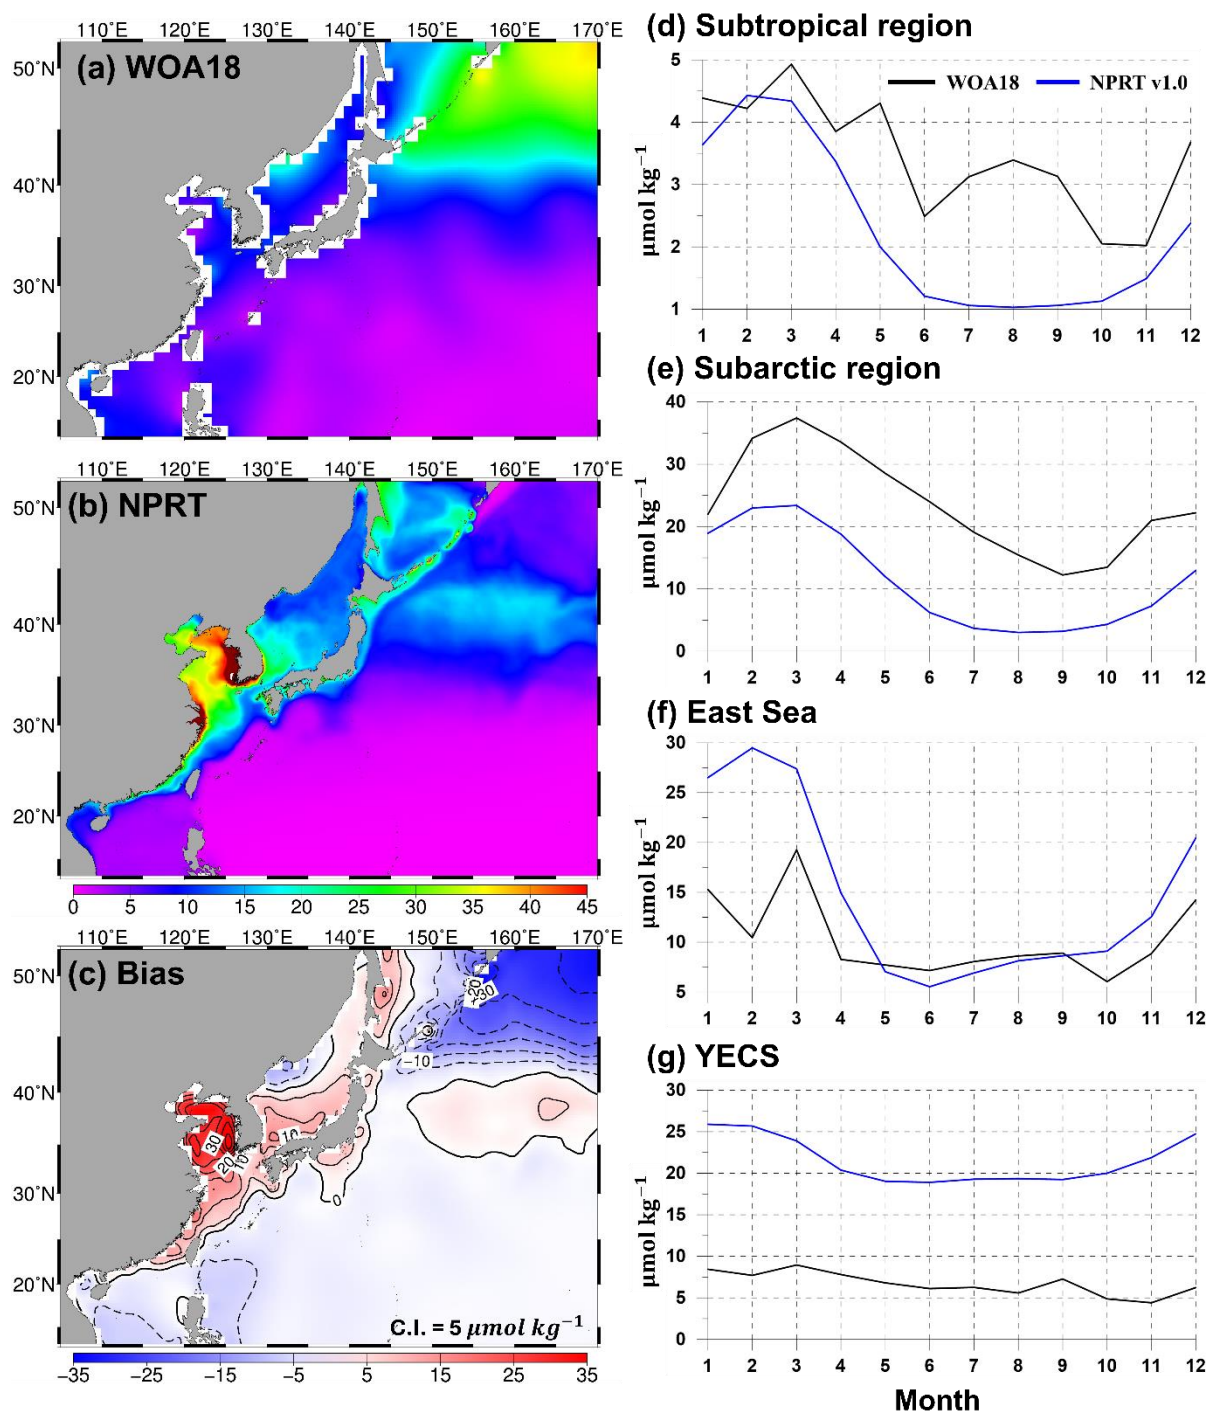 110°E 120°E 130°E 140°E 150°E 160°E 170°E
(a) WOA18
50°N
40°N
30°N
20°N
110°E 120°E 130°E 140°E 150°E 160°E 170°E
(b) NPRT
50°N
40°N
30°N
20°N
0 5 10 15 20 25 30 35 40 45
110°E 120°E 130°E 140°E 150°E 160°E 170°E
(c) Bias
50°N
40°N
30°N
20°N
-20
-30
-10
10
30
20
0
C.I. = 5 μmol kg⁻¹
-35 -25 -15 -5 5 15 25 35
(d) Subtropical region
WOA18 NPRT v1.0
μmol kg⁻¹
5
4
3
2
1
1 2 3 4 5 6 7 8 9 10 11 12
(e) Subarctic region
μmol kg⁻¹
40
30
20
10
0
1 2 3 4 5 6 7 8 9 10 11 12
(f) East Sea
μmol kg⁻¹
30
25
20
15
10
5
1 2 3 4 5 6 7 8 9 10 11 12
(g) YECS
μmol kg⁻¹
30
25
20
15
10
5
0
1 2 3 4 5 6 7 8 9 10 11 12
Month